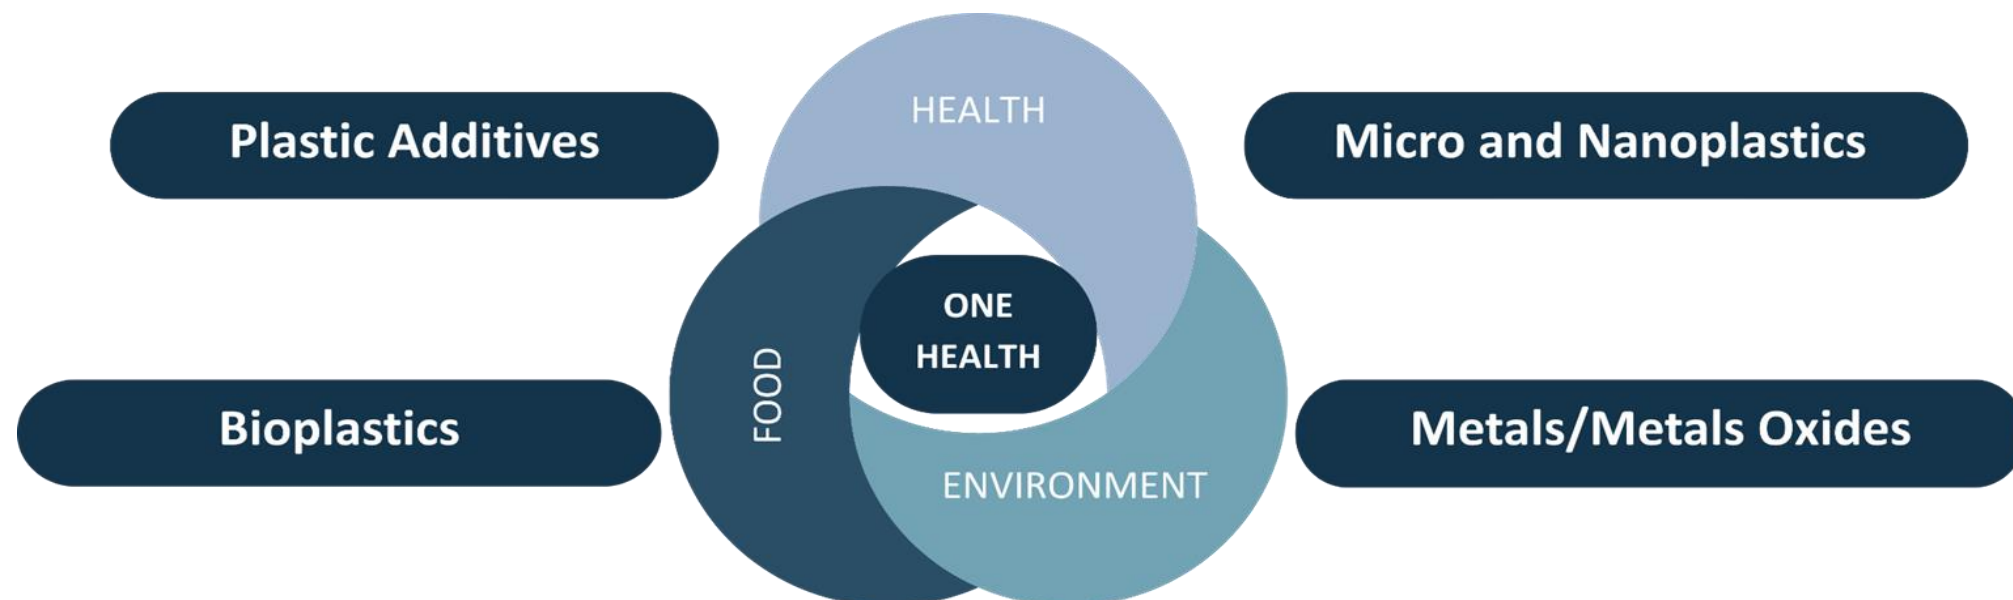 HEALTH
Plastic Additives
Micro and Nanoplastics
ONE
HEALTH
FOOD
Bioplastics
Metals/Metals Oxides
ENVIRONMENT